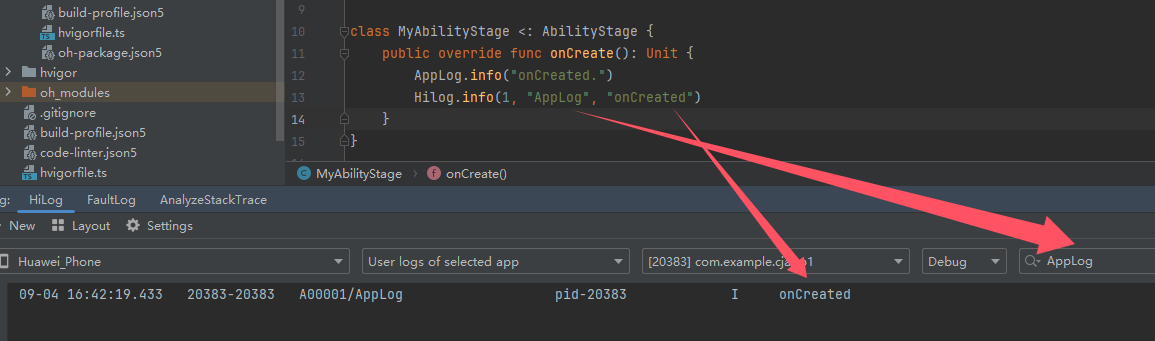 build-profile.json5
hvigorfile.ts
oh-package.json5
hvigor
oh_modules
.gitignore
build-profile.json5
code-linter.json5
hvigorfile.ts
9
10 class MyAbilityStage <: AbilityStage {
11 public override func onCreate(): Unit {
12 AppLog.info("onCreated.")
13 Hilog.info(1, "AppLog", "onCreated")
14 }
15 }
MyAbilityStage > onCreate()
g: HiLog FaultLog AnalyzeStackTrace
New Layout Settings
Huawei_Phone User logs of selected app [20383] com.example.cj Debug AppLog
09-04 16:42:19.433 20383-20383 A00001/AppLog pid-20383 I onCreated